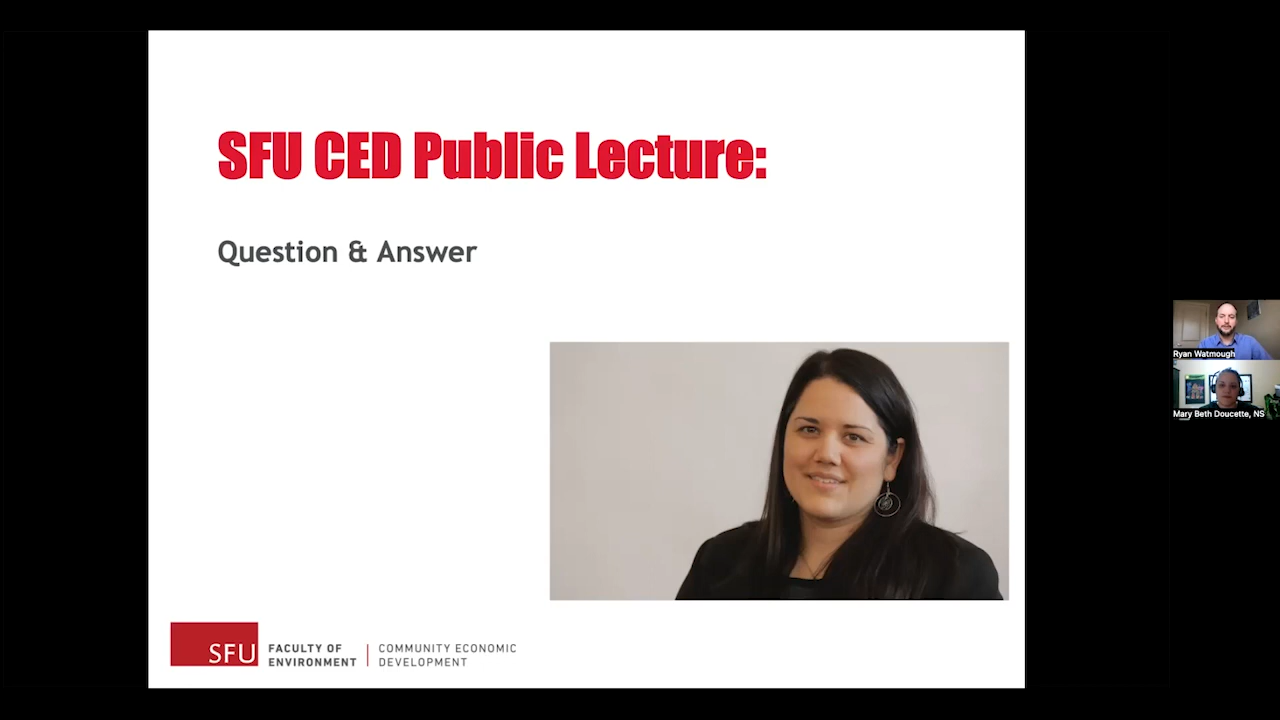 SFU CED Public Lecture:
Question & Answer
SFU
FACULTY OF
ENVIRONMENT
COMMUNITY ECONOMIC
DEVELOPMENT
Ryan Watmough
Mary Beth Doucette, NS